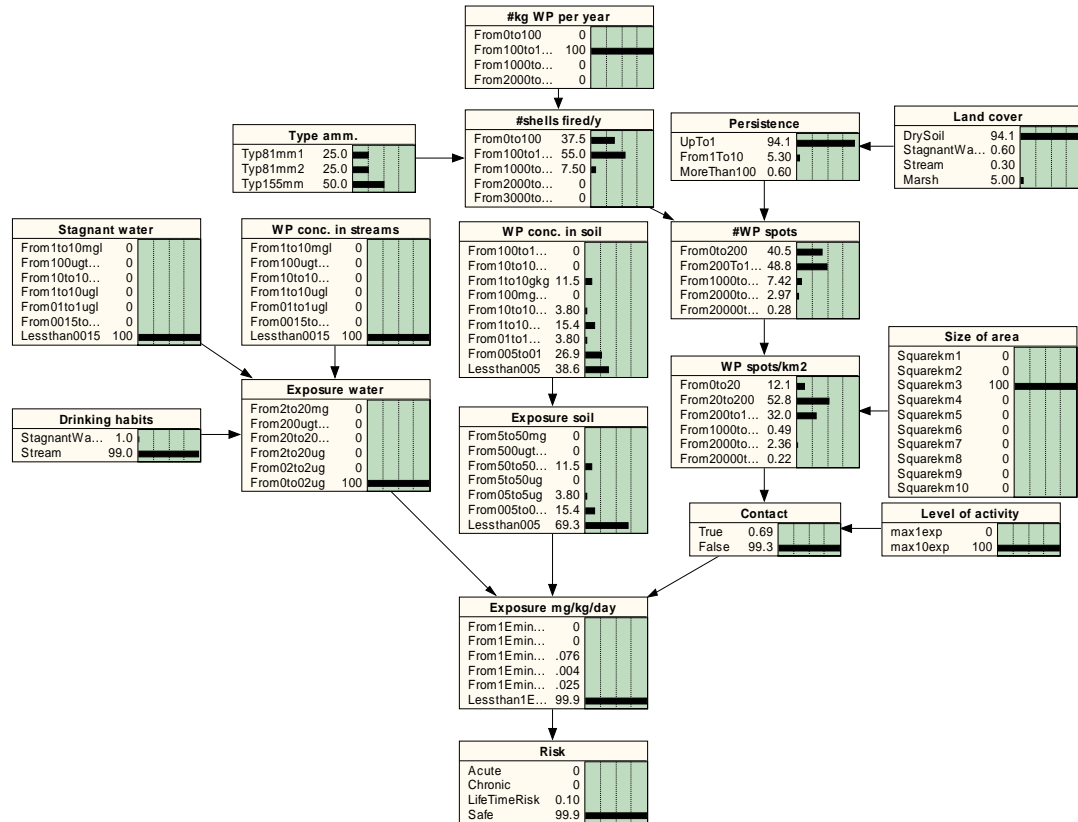 #kg WP per year
From0to100 0
From100to1... 100
From1000to... 0
From2000to... 0
#shells fired/y
From0to100 37.5
From100to1... 55.0
From1000to... 7.50
From2000to... 0
From3000to... 0
Type amm.
Typ81mm1 25.0
Typ81mm2 25.0
Typ155mm 50.0
Persistence
UpTo1 94.1
From1To10 5.30
MoreThan100 0.60
Land cover
DrySoil 94.1
StagnantWa... 0.60
Stream 0.30
Marsh 5.00
Stagnant water
From1to10mgl 0
From100ugt... 0
From10to10... 0
From1to10ugl 0
From01to1ugl 0
From0015to... 0
Lessthan0015 100
WP conc. in streams
From1to10mgl 0
From100ugt... 0
From10to10... 0
From1to10ugl 0
From01to1ugl 0
From0015to... 0
Lessthan0015 100
WP conc. in soil
From100to1... 0
From10to10... 0
From1to10gkg 11.5
From100mg... 0
From10to10... 3.80
From1to10... 15.4
From01to1... 3.80
From005to01 26.9
Lessthan005 38.6
#WP spots
From0to200 40.5
From200To1... 48.8
From1000to... 7.42
From2000to... 2.97
From20000t... 0.28
Size of area
Squarekm1 0
Squarekm2 0
Squarekm3 100
Squarekm4 0
Squarekm5 0
Squarekm6 0
Squarekm7 0
Squarekm8 0
Squarekm9 0
Squarekm10 0
WP spots/km2
From0to20 12.1
From20to200 52.8
From200to1... 32.0
From1000to... 0.49
From2000to... 2.36
From20000t... 0.22
Drinking habits
StagnantWa... 1.0
Stream 99.0
Exposure water
From2to20mg 0
From200ugt... 0
From20to20... 0
From2to20ug 0
From02to2ug 0
From0to02ug 100
Exposure soil
From5to50mg 0
From500ugt... 0
From50to50... 11.5
From5to50ug 0
From05to5ug 3.80
From005to0... 15.4
Lessthan005 69.3
Contact
True 0.69
False 99.3
Level of activity
max1exp 0
max10exp 100
Exposure mg/kg/day
From1Emin... 0
From1Emin... 0
From1Emin... .076
From1Emin... .004
From1Emin... .025
Lessthan1E... 99.9
Risk
Acute 0
Chronic 0
LifeTimeRisk 0.10
Safe 99.9